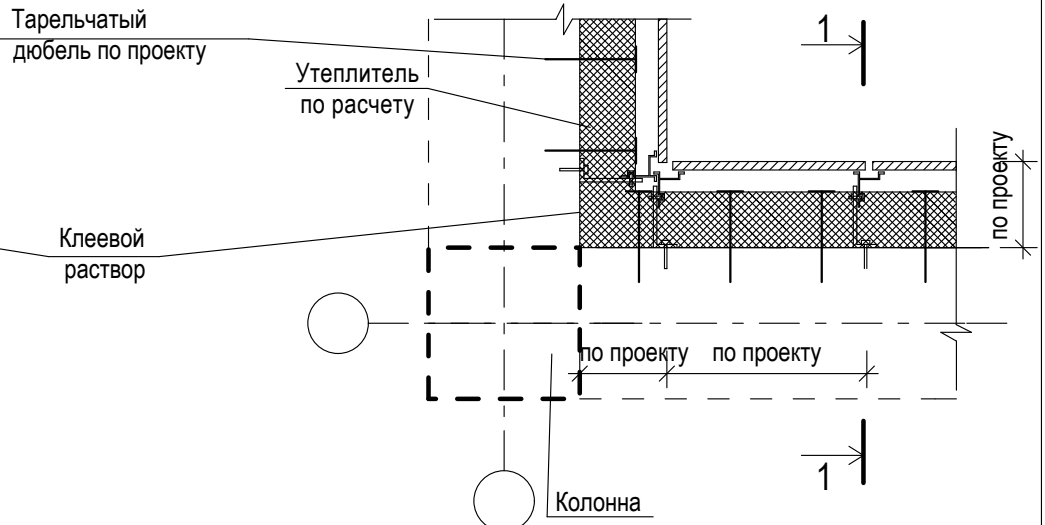 Тарельчатый
дюбель по проекту
1
Утеплитель
по расчету
по проекту
Клеевой
раствор
по проекту
по проекту
1
Колонна